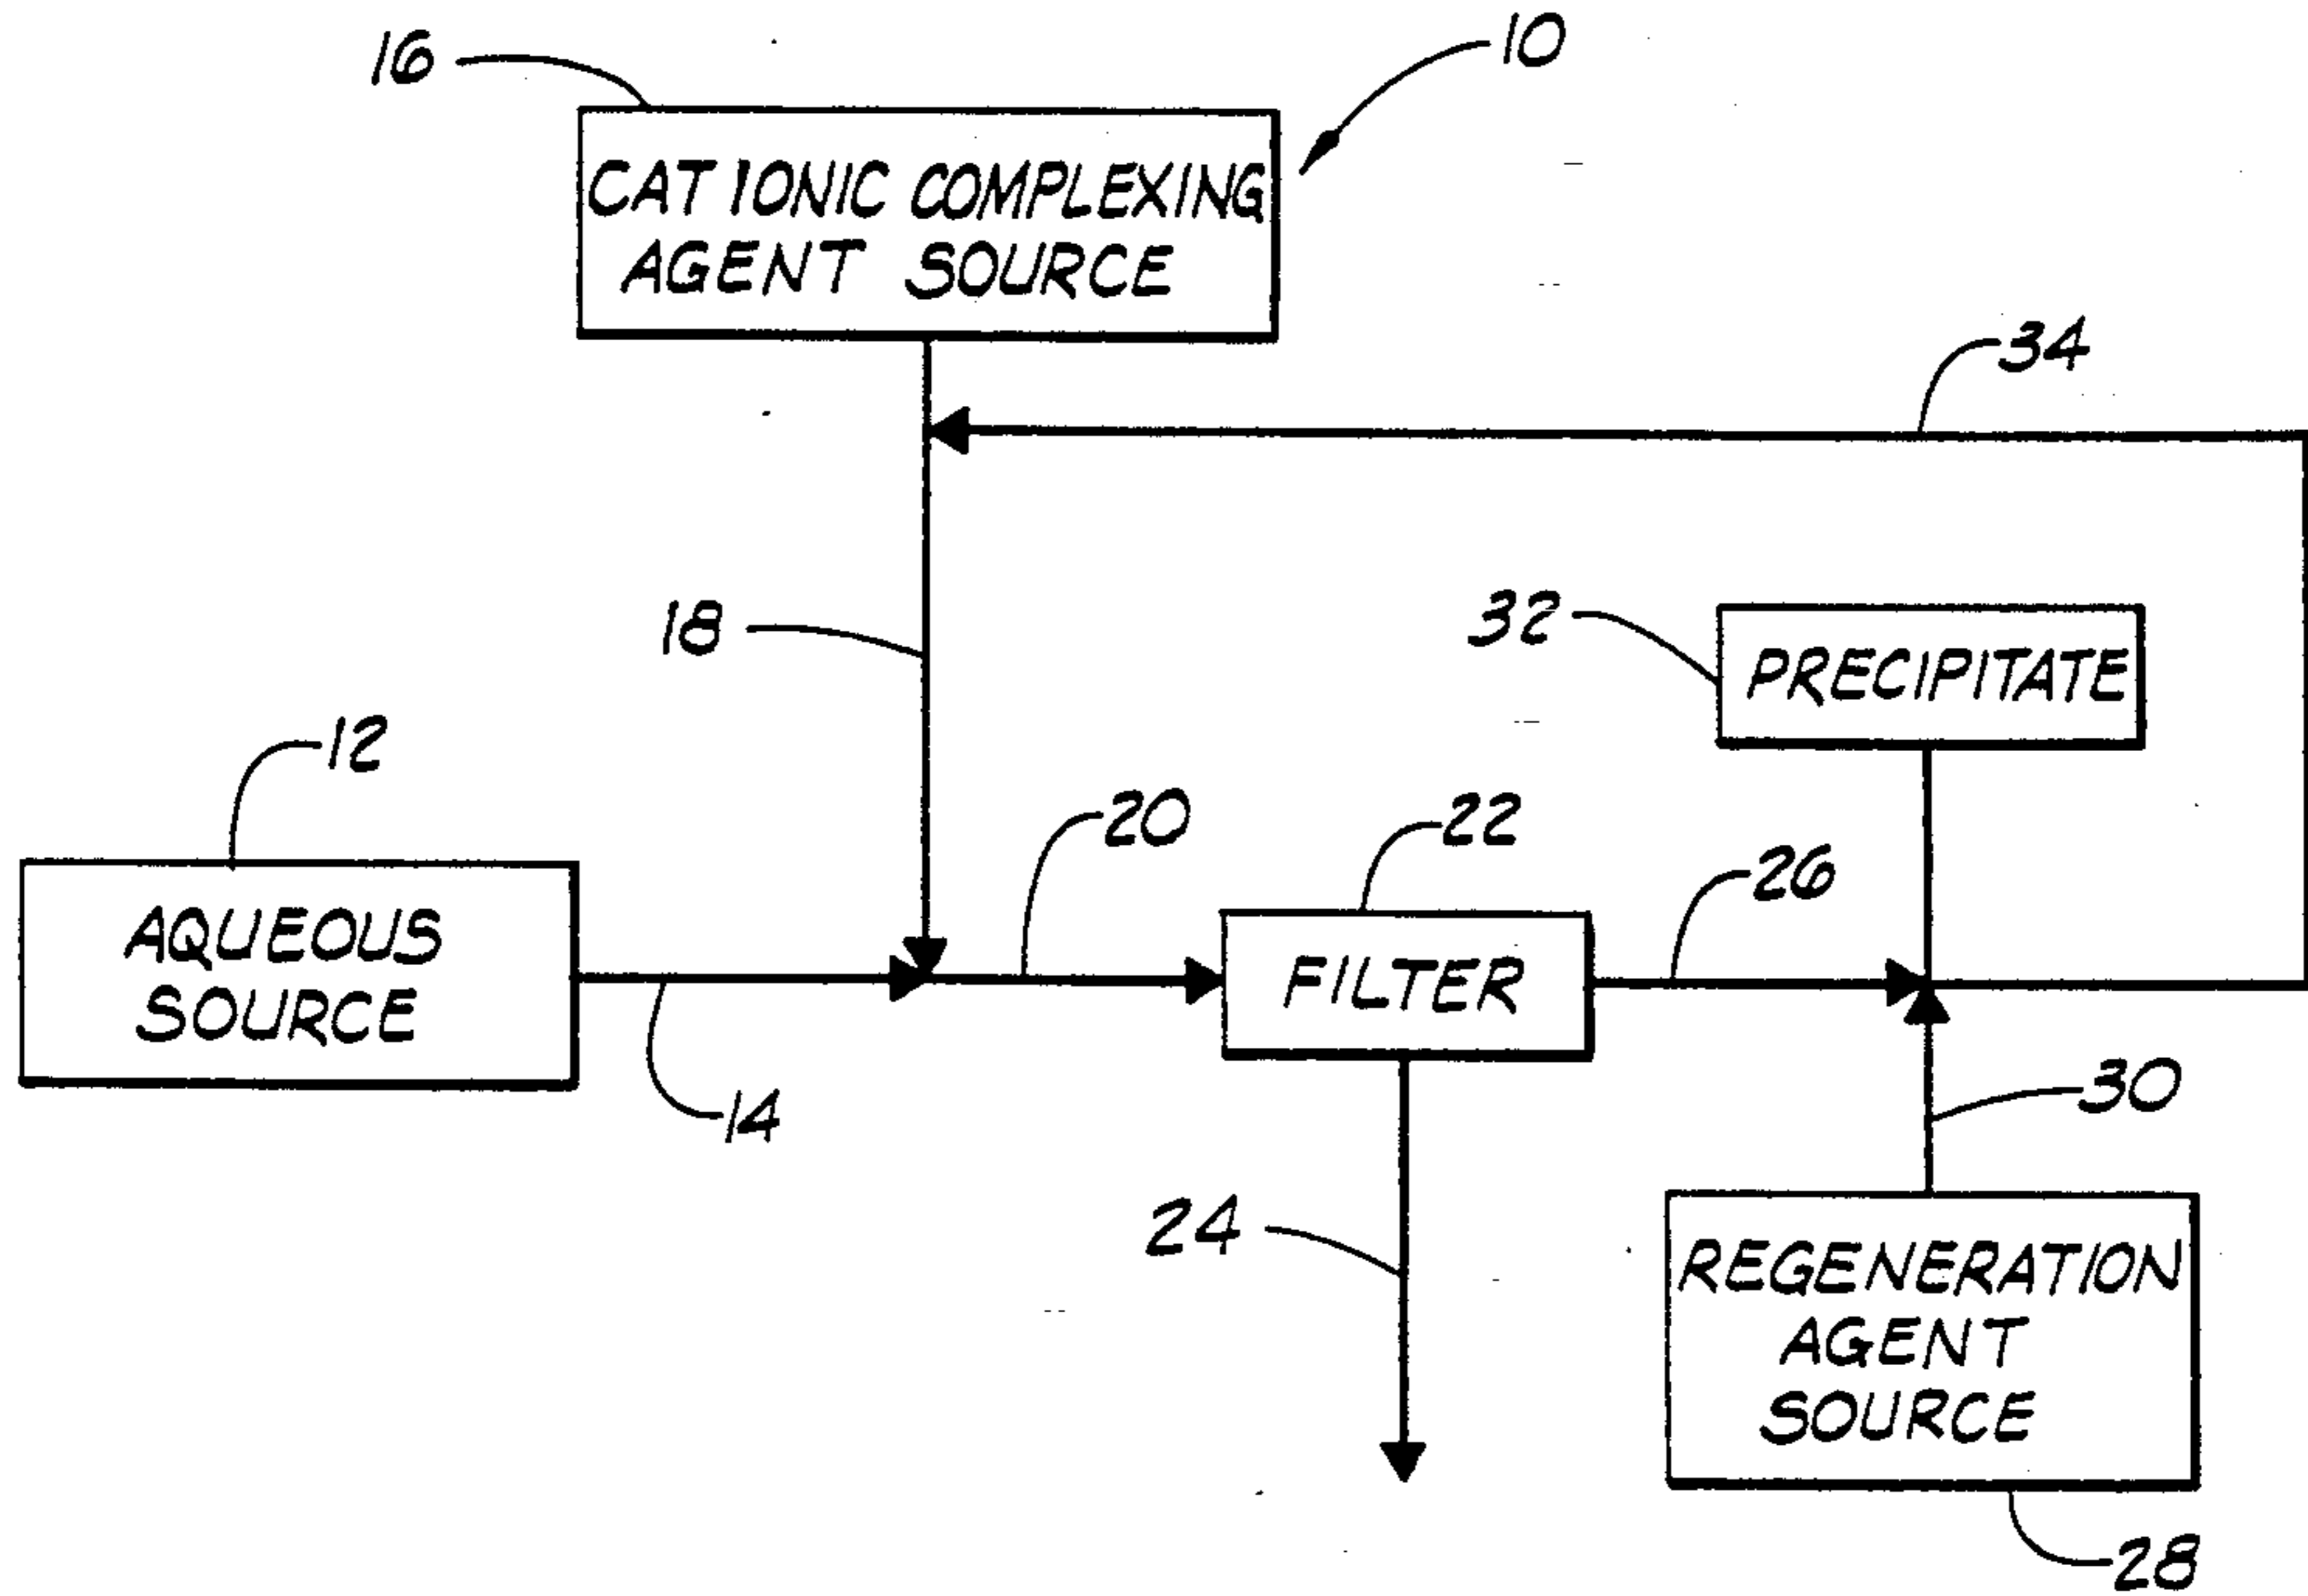 16
10
CATIONIC COMPLEXING
AGENT SOURCE
34
18
32
PRECIPITATE
12
20
22
26
AQUEOUS
SOURCE
FILTER
14
30
24
REGENERATION
AGENT
SOURCE
28